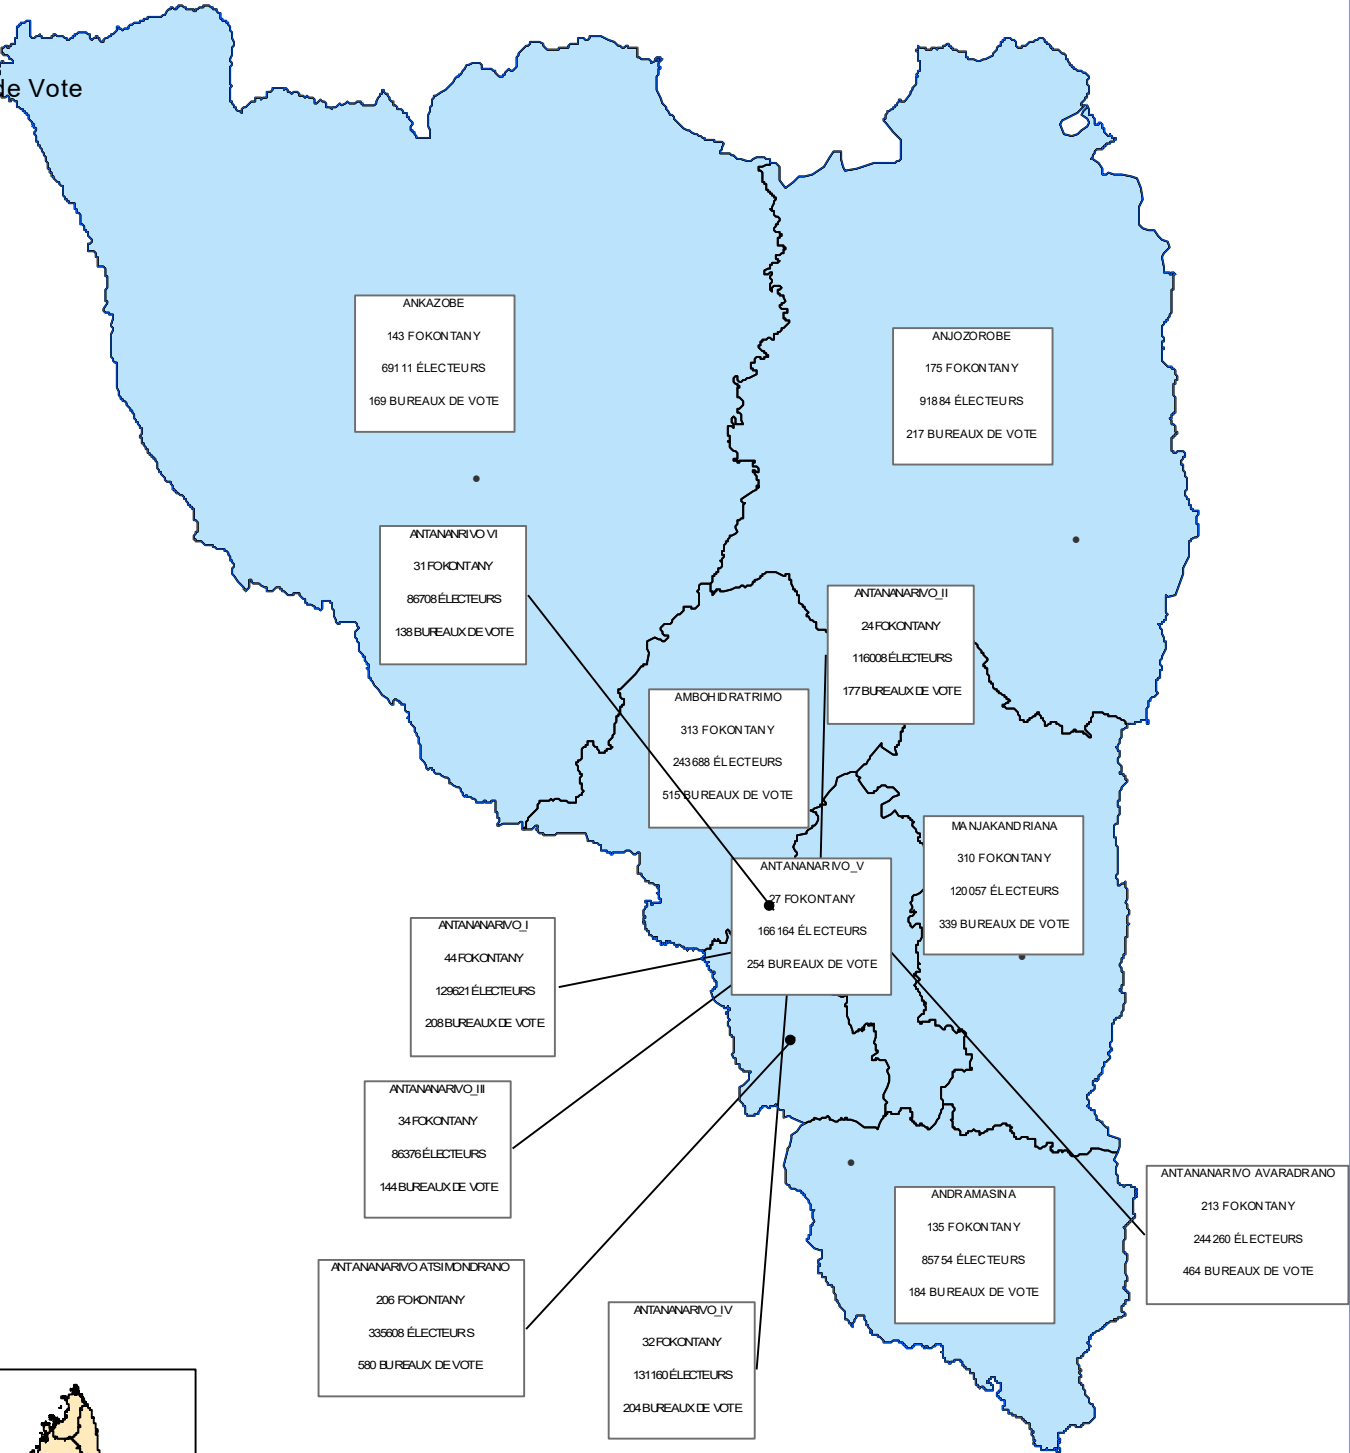 de Vote
ANKAZOBE
143 FOKONTANY
69111 ÉLECTEURS
169 BUREAUX DE VOTE
ANJOZOROBE
175 FOKONTANY
91884 ÉLECTEURS
217 BUREAUX DE VOTE
ANTANANRIVO VI
31 FOKONTANY
86708 ÉLECTEURS
138 BUREAUX DE VOTE
ANTANANARIVO_II
24 FOKONTANY
116008 ÉLECTEURS
177 BUREAUX DE VOTE
AMBOHIDRATRIMO
313 FOKONTANY
243688 ÉLECTEURS
515 BUREAUX DE VOTE
MANJAKANDRIANA
310 FOKONTANY
120057 ÉLECTEURS
339 BUREAUX DE VOTE
ANTANANARIVO_V
27 FOKONTANY
166164 ÉLECTEURS
254 BUREAUX DE VOTE
ANTANANARIVO_I
44 FOKONTANY
129621 ÉLECTEURS
208 BUREAUX DE VOTE
ANTANANARIVO_III
34 FOKONTANY
86376 ÉLECTEURS
144 BUREAUX DE VOTE
ANTANANARIVO AVARADRANO
213 FOKONTANY
244260 ÉLECTEURS
464 BUREAUX DE VOTE
ANDRAMASINA
135 FOKONTANY
85754 ÉLECTEURS
184 BUREAUX DE VOTE
ANTANANARIVO ATSIMONDRANO
206 FOKONTANY
335608 ÉLECTEURS
580 BUREAUX DE VOTE
ANTANANARIVO_IV
32 FOKONTANY
131160 ÉLECTEURS
204 BUREAUX DE VOTE